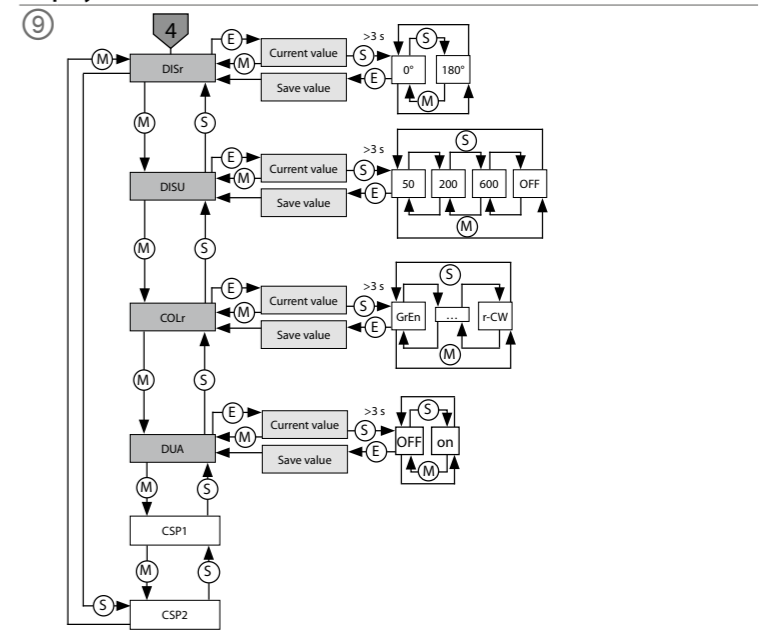 9
4
M
DISr
E
M
Current value
Save value
>3 s
S
E
0°
S
180°
M
M
S
DISU
E
M
Current value
Save value
>3 s
S
E
S
50
200
600
OFF
M
M
S
COLr
E
M
Current value
Save value
S
>3 s
S
E
GrEn
...
r-CW
M
M
S
DUA
E
M
Current value
Save value
>3 s
S
E
S
OFF
on
M
M
S
CSP1
M
S
S
CSP2